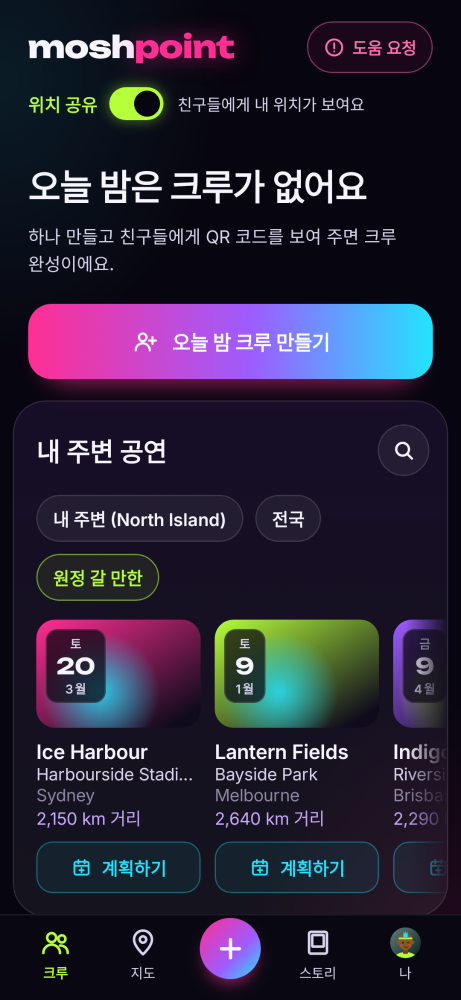 moshpoint
도움 요청
위치 공유
친구들에게 내 위치가 보여요
오늘 밤은 크루가 없어요
하나 만들고 친구들에게 QR 코드를 보여 주면 크루
완성이에요.
오늘 밤 크루 만들기
내 주변 공연
내 주변 (North Island)
전국
원정 갈 만한
토
20
3월
Ice Harbour
Harbourside Stadi...
Sydney
2,150 km 거리
계획하기
토
9
1월
Lantern Fields
Bayside Park
Melbourne
2,640 km 거리
계획하기
금
9
4월
2,290
크루
지도
스토리
나